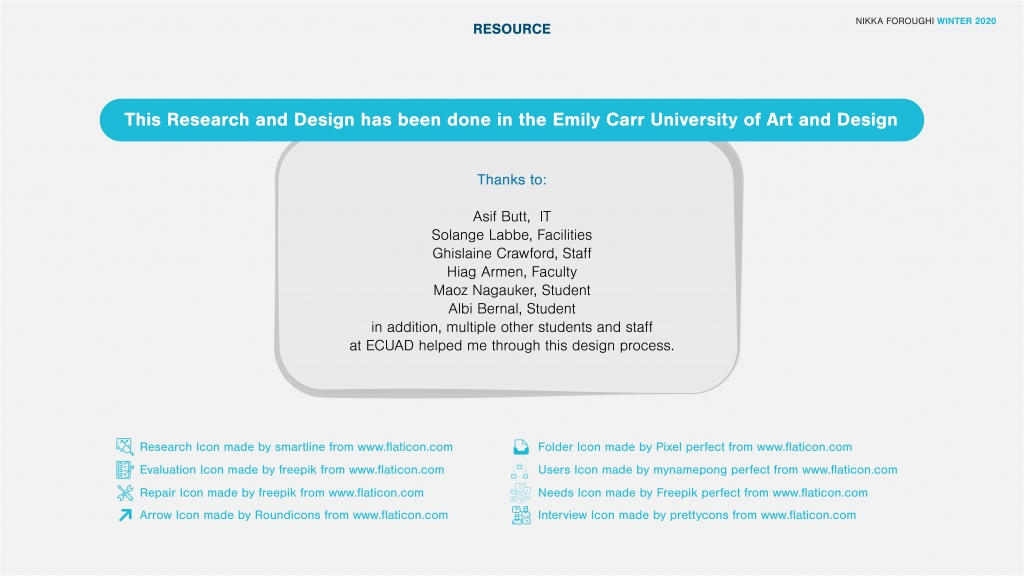 RESOURCE
NIKKA FOROUGHI WINTER 2020
This Research and Design has been done in the Emily Carr University of Art and Design
Thanks to:
Asif Butt,  IT
Solange Labbe, Facilities
Ghislaine Crawford, Staff
Hiag Armen, Faculty
Maoz Nagauker, Student
Albi Bernal, Student
in addition, multiple other students and staff
at ECUAD helped me through this design process.
Research Icon made by smartline from www.flaticon.com
Evaluation Icon made by freepik from www.flaticon.com
Repair Icon made by freepik from www.flaticon.com
Arrow Icon made by Roundicons from www.flaticon.com
Folder Icon made by Pixel perfect from www.flaticon.com
Users Icon made by mynamepong perfect from www.flaticon.com
Needs Icon made by Freepik perfect from www.flaticon.com
Interview Icon made by prettycons from www.flaticon.com